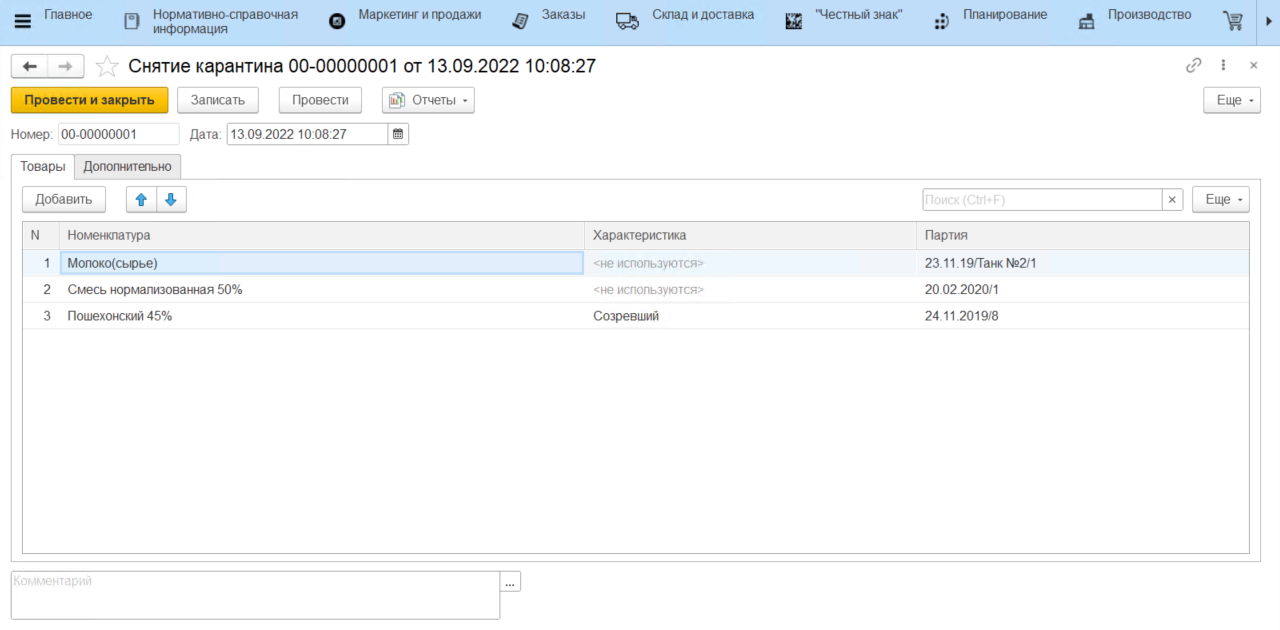 Главное
Нормативно-справочная
информация
Маркетинг и продажи
Заказы
Склад и доставка
"Честный знак"
Планирование
Производство
Снятие карантина 00-00000001 от 13.09.2022 10:08:27
Провести и закрыть Записать Провести Отчеты Еще
Номер: 00-00000001 Дата: 13.09.2022 10:08:27
Товары Дополнительно
Добавить Поиск (Ctrl+F) × Еще
N Номенклатура Характеристика Партия
1 Молоко(сырье) <не используются> 23.11.19/Танк №2/1
2 Смесь нормализованная 50% <не используются> 20.02.2020/1
3 Пошехонский 45% Созревший 24.11.2019/8
Комментарий ...